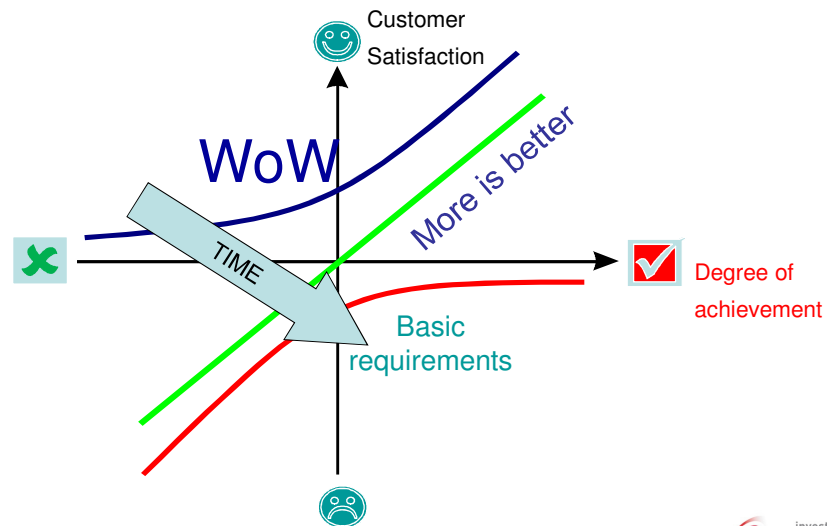 Customer
Satisfaction
WoW
More is better
TIME
Degree of
achievement
Basic
requirements